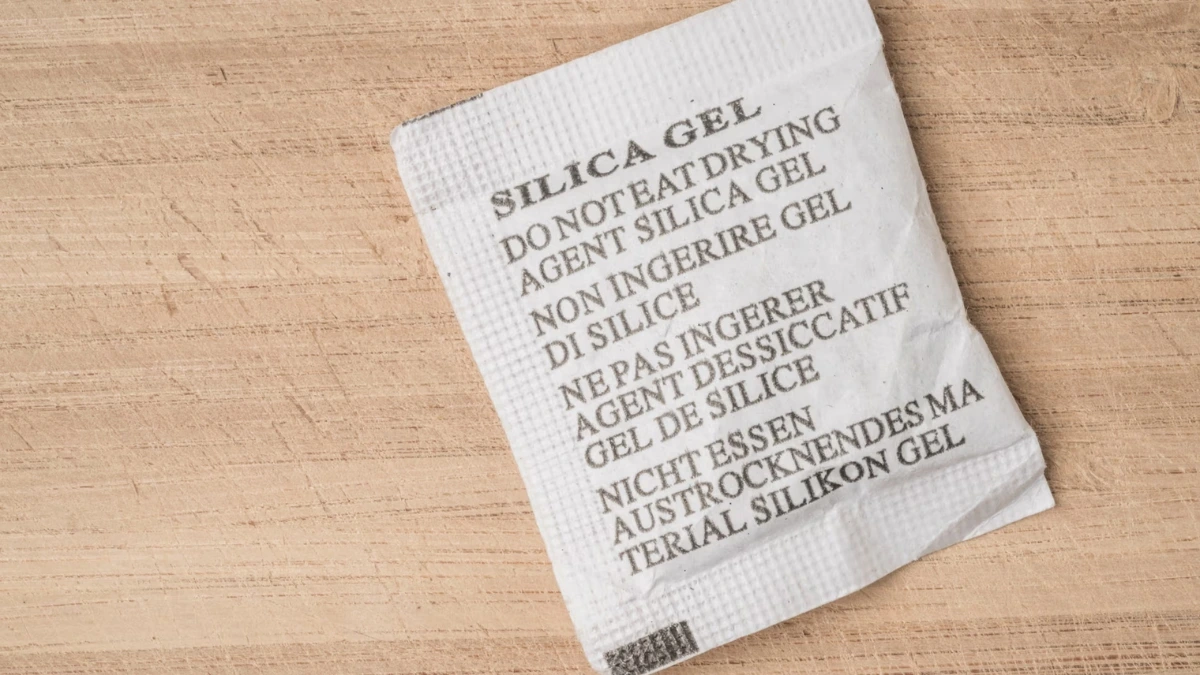 SILICA GEL
DO NOT EAT DRYING
AGENT SILICA GEL
NON INGERIRE GEL
DI SILICE
NE PAS INGERER
AGENT DESSICCATIF
GEL DE SILICE
NICHT ESSEN
AUSTROCKNENDES MA
TERIAL SILIKON GEL